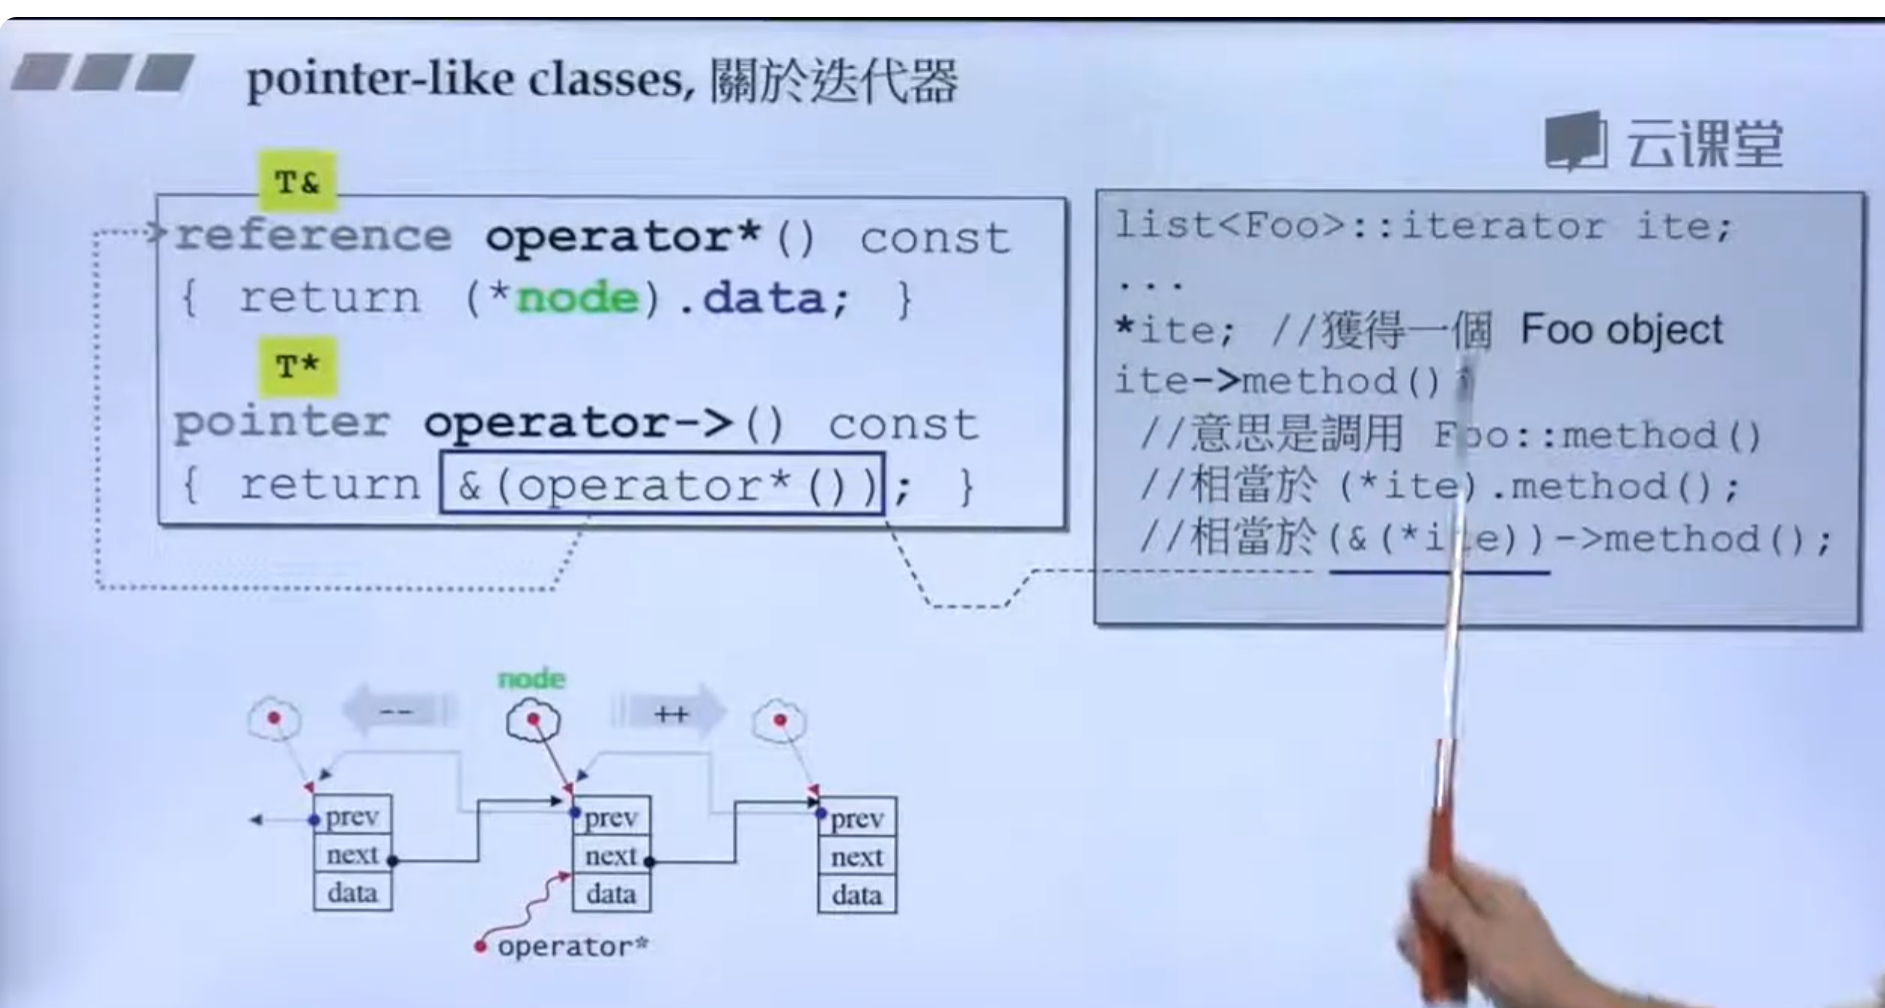 pointer-like classes, 關於迭代器
云课堂
T&
reference operator*() const
{ return (*node).data; }
T*
pointer operator->() const
{ return &(operator*()); }
list<Foo>::iterator ite;
...
*ite; //獲得一個 Foo object
ite->method()
//意思是調用 Foo::method()
//相當於 (*ite).method();
//相當於(&(*ite))->method();
node
-- ++
prev prev prev
next next next
data data data
operator*